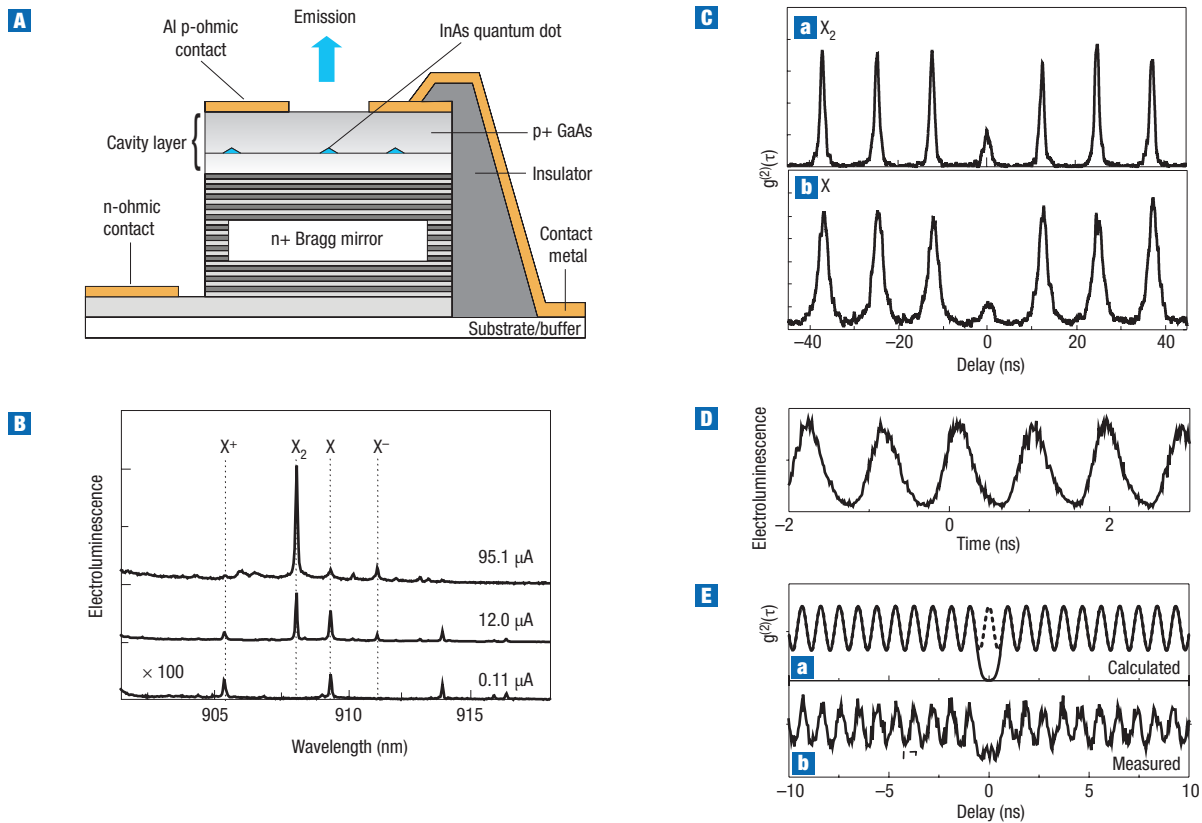 A
Al p-ohmic
contact
Emission
InAs quantum dot
Cavity layer
p+ GaAs
Insulator
n-ohmic
contact
n+ Bragg mirror
Contact
metal
Substrate/buffer
B
X⁺
X₂
X
X⁻
Electroluminescence
95.1 μA
12.0 μA
× 100
0.11 μA
905
910
915
Wavelength (nm)
C
a X₂
g⁽²⁾(τ)
b X
−40
−20
0
20
40
Delay (ns)
D
Electroluminescence
−2
0
2
Time (ns)
E
g⁽²⁾(τ)
a
Calculated
b
Measured
−10
−5
0
5
10
Delay (ns)